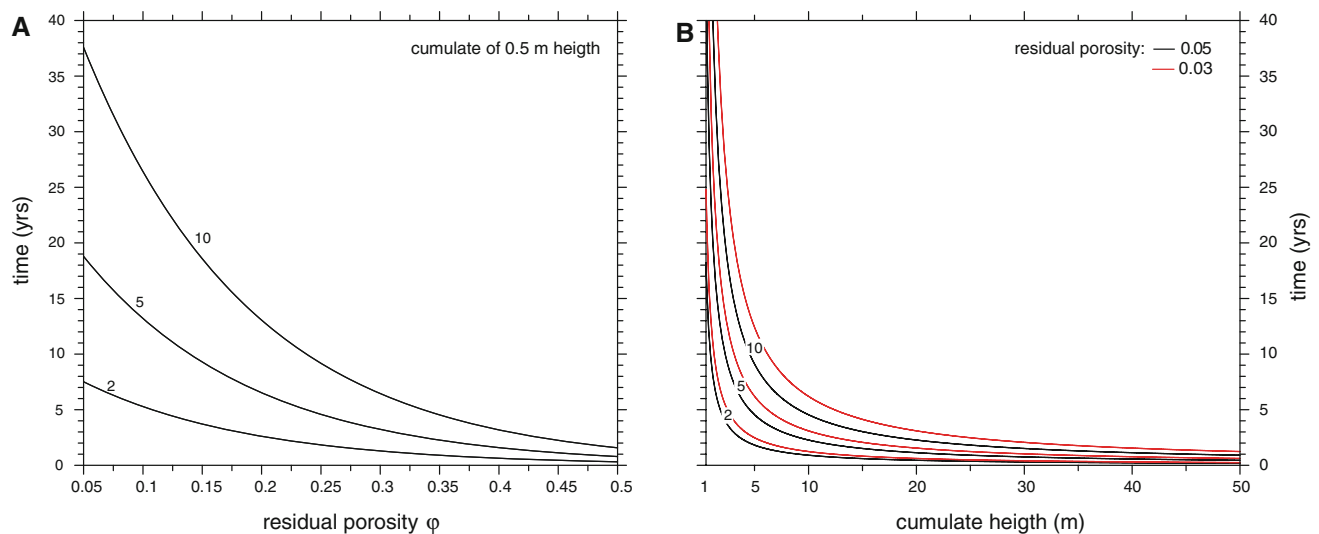 A
cumulate of 0.5 m heigth
40
35
30
25
20
15
10
5
0
time (yrs)
10
5
2
0.05 0.1 0.15 0.2 0.25 0.3 0.35 0.4 0.45 0.5
residual porosity φ
B
residual porosity: 0.05
0.03
40
35
30
25
20
15
10
5
0
time (yrs)
10
5
2
1 5 10 20 30 40 50
cumulate heigth (m)